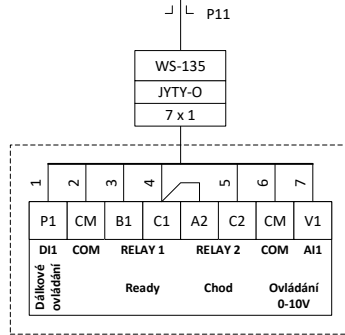 P11
WS-135
JYTY-O
7 x 1
1 2 3 4 5 6 7
P1 CM B1 C1 A2 C2 CM V1
DI1 COM RELAY 1 RELAY 2 COM AI1
Dálkové
ovládání
Ready Chod Ovládání
0-10V